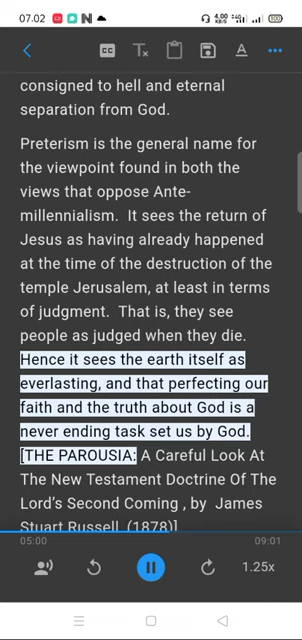 07.02
4.00
KB/S
CC
consigned to hell and eternal
separation from God.
Preterism is the general name for
the viewpoint found in both the
views that oppose Ante-
millennialism. It sees the return of
Jesus as having already happened
at the time of the destruction of the
temple Jerusalem, at least in terms
of judgment. That is, they see
people as judged when they die.
Hence it sees the earth itself as
everlasting, and that perfecting our
faith and the truth about God is a
never ending task set us by God.
[THE PAROUSIA: A Careful Look At
The New Testament Doctrine Of The
Lord's Second Coming , by James
Stuart Russell (1878)]
05:00 09:01
1.25x